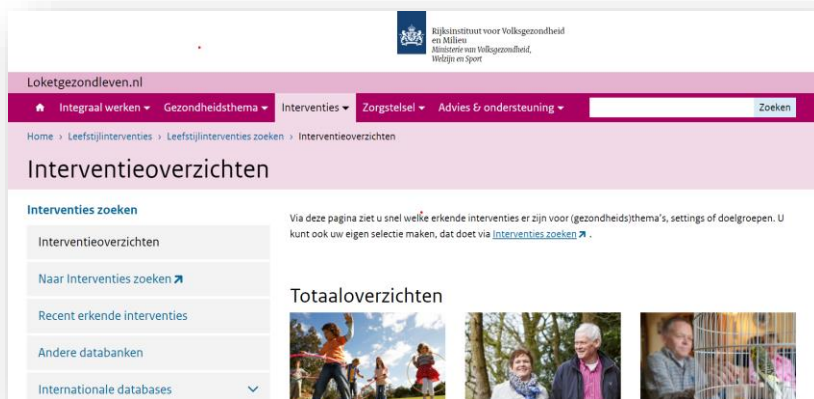 Rijksinstituut voor Volksgezondheid
en Milieu
Ministerie van Volksgezondheid,
Welzijn en Sport
Loketgezondleven.nl
Integraal werken Gezondheidsthema Interventies Zorgstelsel Advies & ondersteuning Zoeken
Home › Leefstijlinterventies › Leefstijlinterventies zoeken › Interventieoverzichten
Interventieoverzichten
Interventies zoeken
Interventieoverzichten
Naar Interventies zoeken
Recent erkende interventies
Andere databanken
Internationale databases
Via deze pagina ziet u snel welke erkende interventies er zijn voor (gezondheids)thema's, settings of doelgroepen. U
kunt ook uw eigen selectie maken, dat doet via Interventies zoeken .
Totaaloverzichten